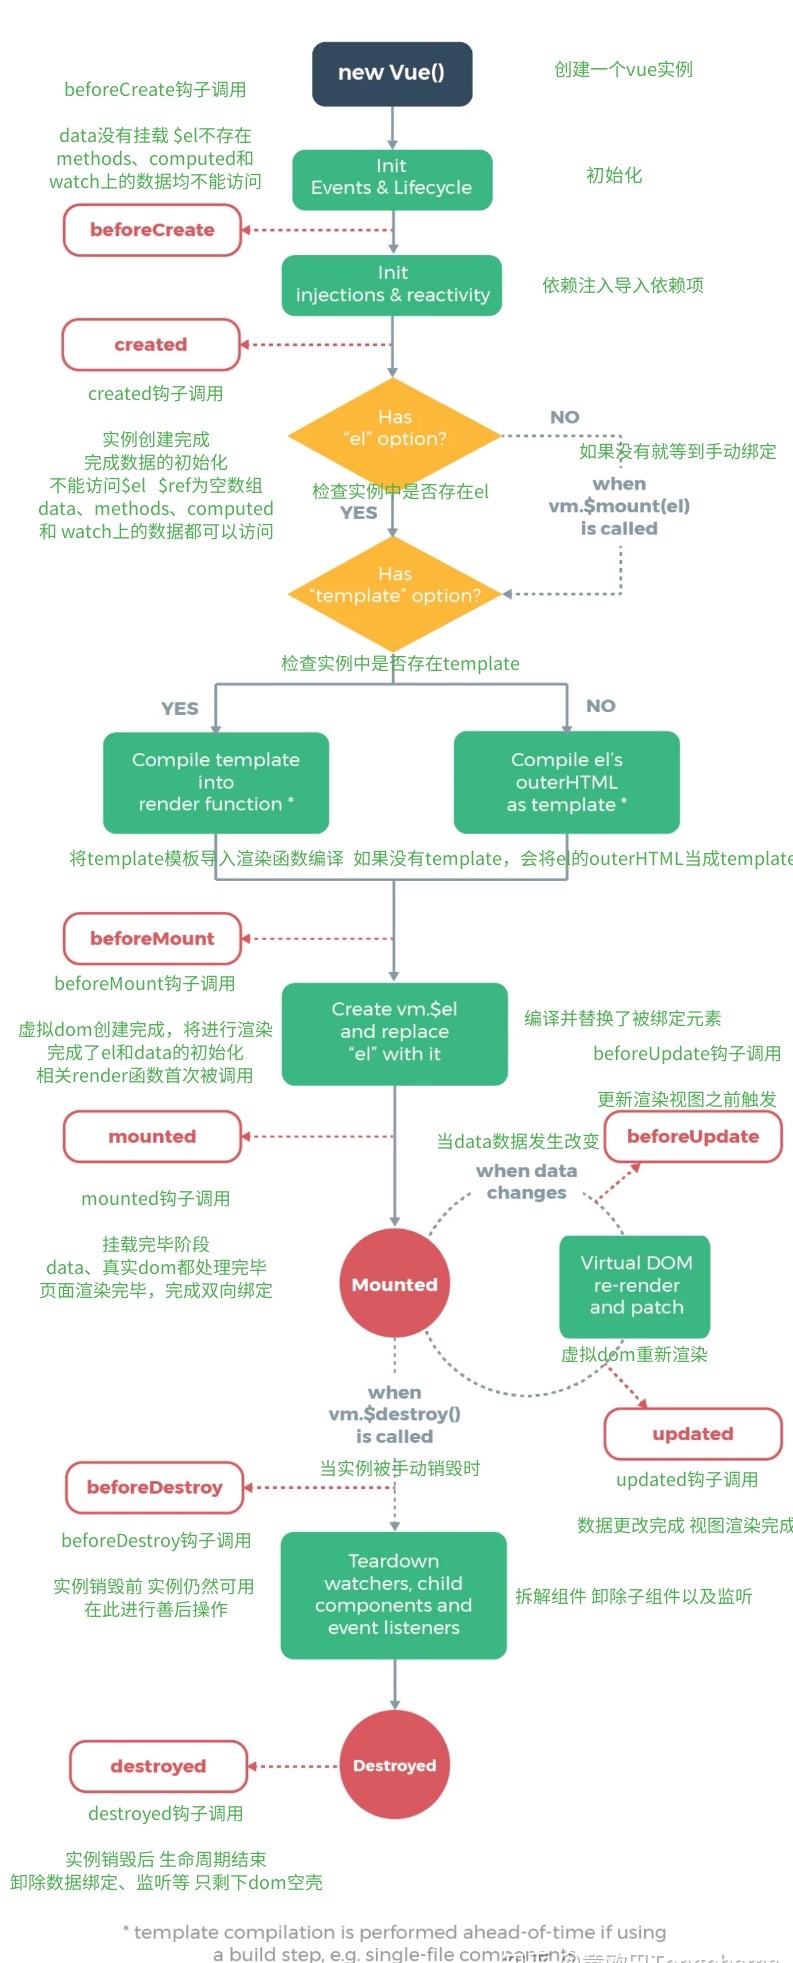 new Vue()
创建一个vue实例
beforeCreate钩子调用
data没有挂载 $el不存在
methods、computed和
watch上的数据均不能访问
Init
Events & Lifecycle
初始化
beforeCreate
Init
injections & reactivity
依赖注入导入依赖项
created
created钩子调用
实例创建完成
完成数据的初始化
不能访问$el $ref为空数组
data、methods、computed
和 watch上的数据都可以访问
Has
“el” option?
NO
如果没有就等到手动绑定
when
vm.$mount(el)
is called
检查实例中是否存在el
YES
Has
“template” option?
检查实例中是否存在template
YES
NO
Compile template
into
render function *
Compile el’s
outerHTML
as template *
将template模板导入渲染函数编译
如果没有template，会将el的outerHTML当成template
beforeMount
beforeMount钩子调用
虚拟dom创建完成，将进行渲染
完成了el和data的初始化
相关render函数首次被调用
Create vm.$el
and replace
“el” with it
编译并替换了被绑定元素
beforeUpdate钩子调用
更新渲染视图之前触发
mounted
当data数据发生改变
beforeUpdate
when data
changes
mounted钩子调用
挂载完毕阶段
data、真实dom都处理完毕
页面渲染完毕，完成双向绑定
Mounted
Virtual DOM
re-render
and patch
虚拟dom重新渲染
when
vm.$destroy()
is called
updated
updated钩子调用
数据更改完成 视图渲染完成
当实例被手动销毁时
beforeDestroy
beforeDestroy钩子调用
实例销毁前 实例仍然可用
在此进行善后操作
Teardown
watchers, child
components and
event listeners
拆解组件 卸除子组件以及监听
destroyed
Destroyed
destroyed钩子调用
实例销毁后 生命周期结束
卸除数据绑定、监听等 只剩下dom空壳
* template compilation is performed ahead-of-time if using
a build step, e.g. single-file components